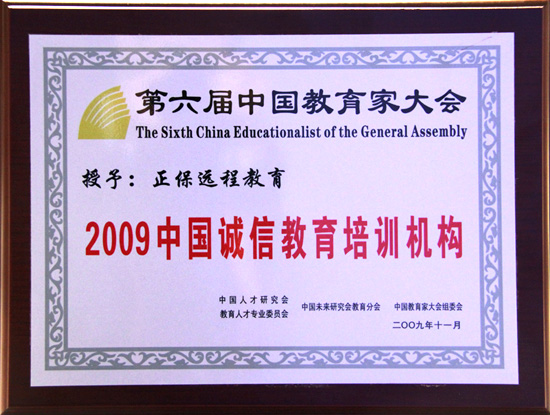 第六届中国教育家大会
The Sixth China Educationalist of the General Assembly
授予：正保远程教育
2009中国诚信教育培训机构
中国人才研究会
教育人才专业委员会
中国未来研究会教育分会
中国教育家大会组委会
二〇〇九年十一月